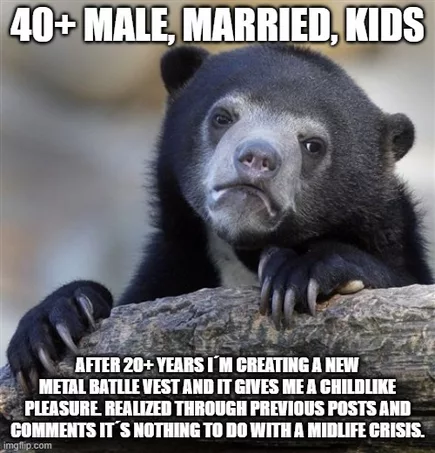 40+ MALE, MARRIED, KIDS
AFTER 20+ YEARS I´M CREATING A NEW
METAL BATLLE VEST AND IT GIVES ME A CHILDLIKE
PLEASURE. REALIZED THROUGH PREVIOUS POSTS AND
COMMENTS IT´S NOTHING TO DO WITH A MIDLIFE CRISIS.
imgflip.com